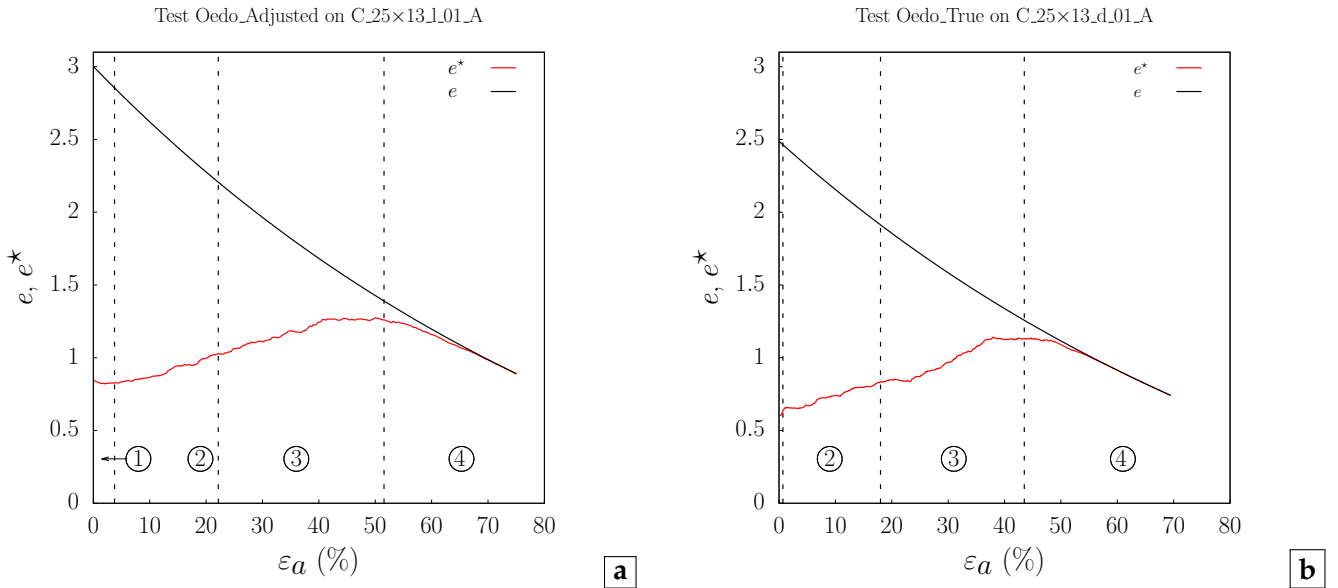 Test Oedo_Adjusted on C_25×13_l_01_A
3
2.5
2
1.5
1
0.5
0
e, e★
e★
e
① ② ③ ④
0 10 20 30 40 50 60 70 80
εa (%)
a
Test Oedo_True on C_25×13_d_01_A
3
2.5
2
1.5
1
0.5
0
e, e★
e★
e
② ③ ④
0 10 20 30 40 50 60 70 80
εa (%)
b